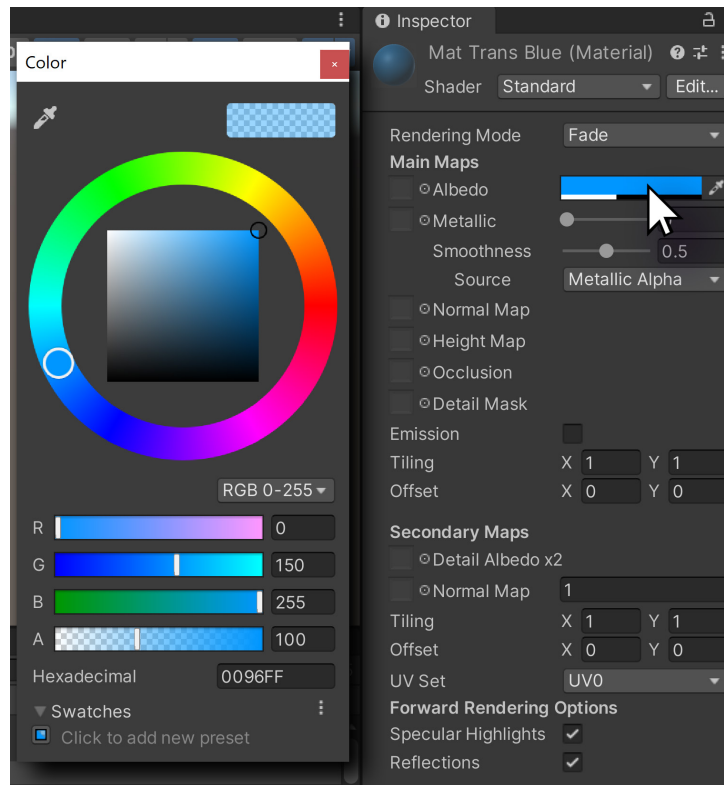 Color
×
RGB 0-255
R 0
G 150
B 255
A 100
Hexadecimal 0096FF
Swatches
Click to add new preset
Inspector
Mat Trans Blue (Material)
Shader Standard Edit...
Rendering Mode Fade
Main Maps
Albedo
Metallic
Smoothness 0.5
Source Metallic Alpha
Normal Map
Height Map
Occlusion
Detail Mask
Emission
Tiling X 1 Y 1
Offset X 0 Y 0
Secondary Maps
Detail Albedo x2
Normal Map 1
Tiling X 1 Y 1
Offset X 0 Y 0
UV Set UV0
Forward Rendering Options
Specular Highlights
Reflections